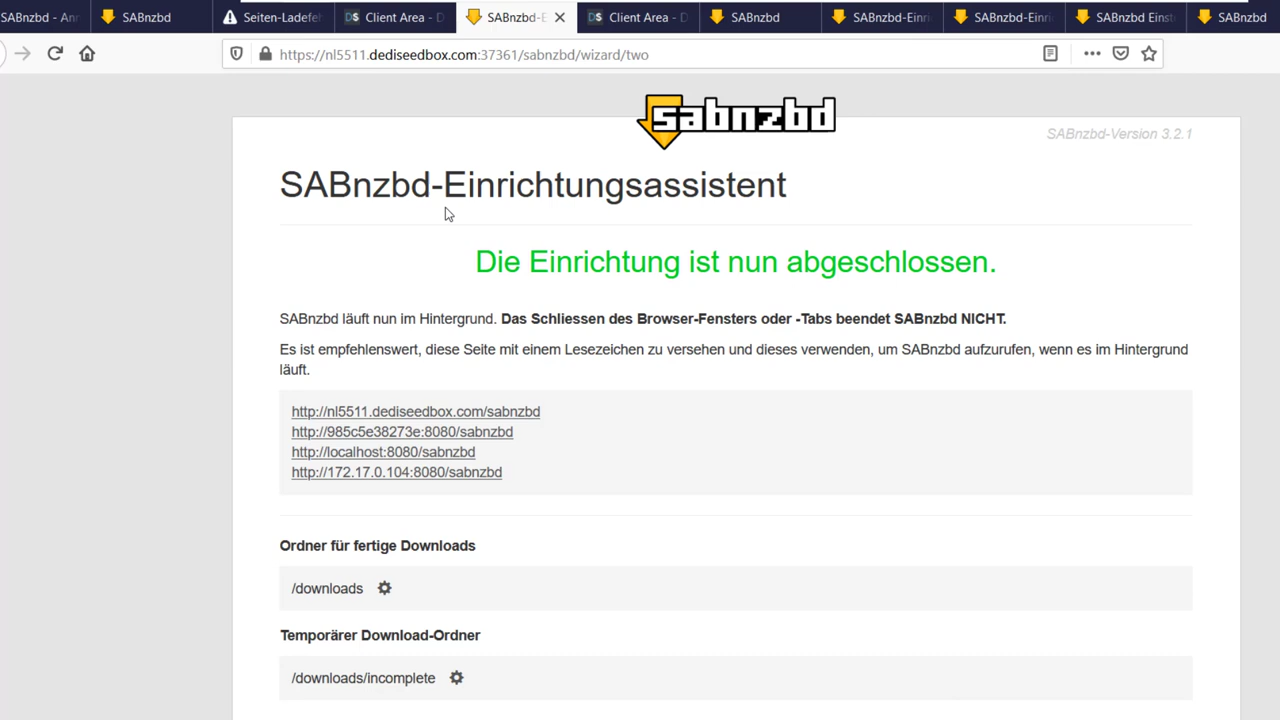 SABnzbd - Anr
SABnzbd
Seiten-Ladefeh
DS Client Area - D
SABnzbd-E
DS Client Area - D
SABnzbd
SABnzbd-Einri
SABnzbd-Einri
SABnzbd Einst
SABnzbd
https://nl5511.dediseedbox.com:37361/sabnzbd/wizard/two
sabnzbd
SABnzbd-Version 3.2.1
SABnzbd-Einrichtungsassistent
Die Einrichtung ist nun abgeschlossen.
SABnzbd läuft nun im Hintergrund. Das Schliessen des Browser-Fensters oder -Tabs beendet SABnzbd NICHT.
Es ist empfehlenswert, diese Seite mit einem Lesezeichen zu versehen und dieses verwenden, um SABnzbd aufzurufen, wenn es im Hintergrund
läuft.
http://nl5511.dediseedbox.com/sabnzbd
http://985c5e38273e:8080/sabnzbd
http://localhost:8080/sabnzbd
http://172.17.0.104:8080/sabnzbd
Ordner für fertige Downloads
/downloads
Temporärer Download-Ordner
/downloads/incomplete